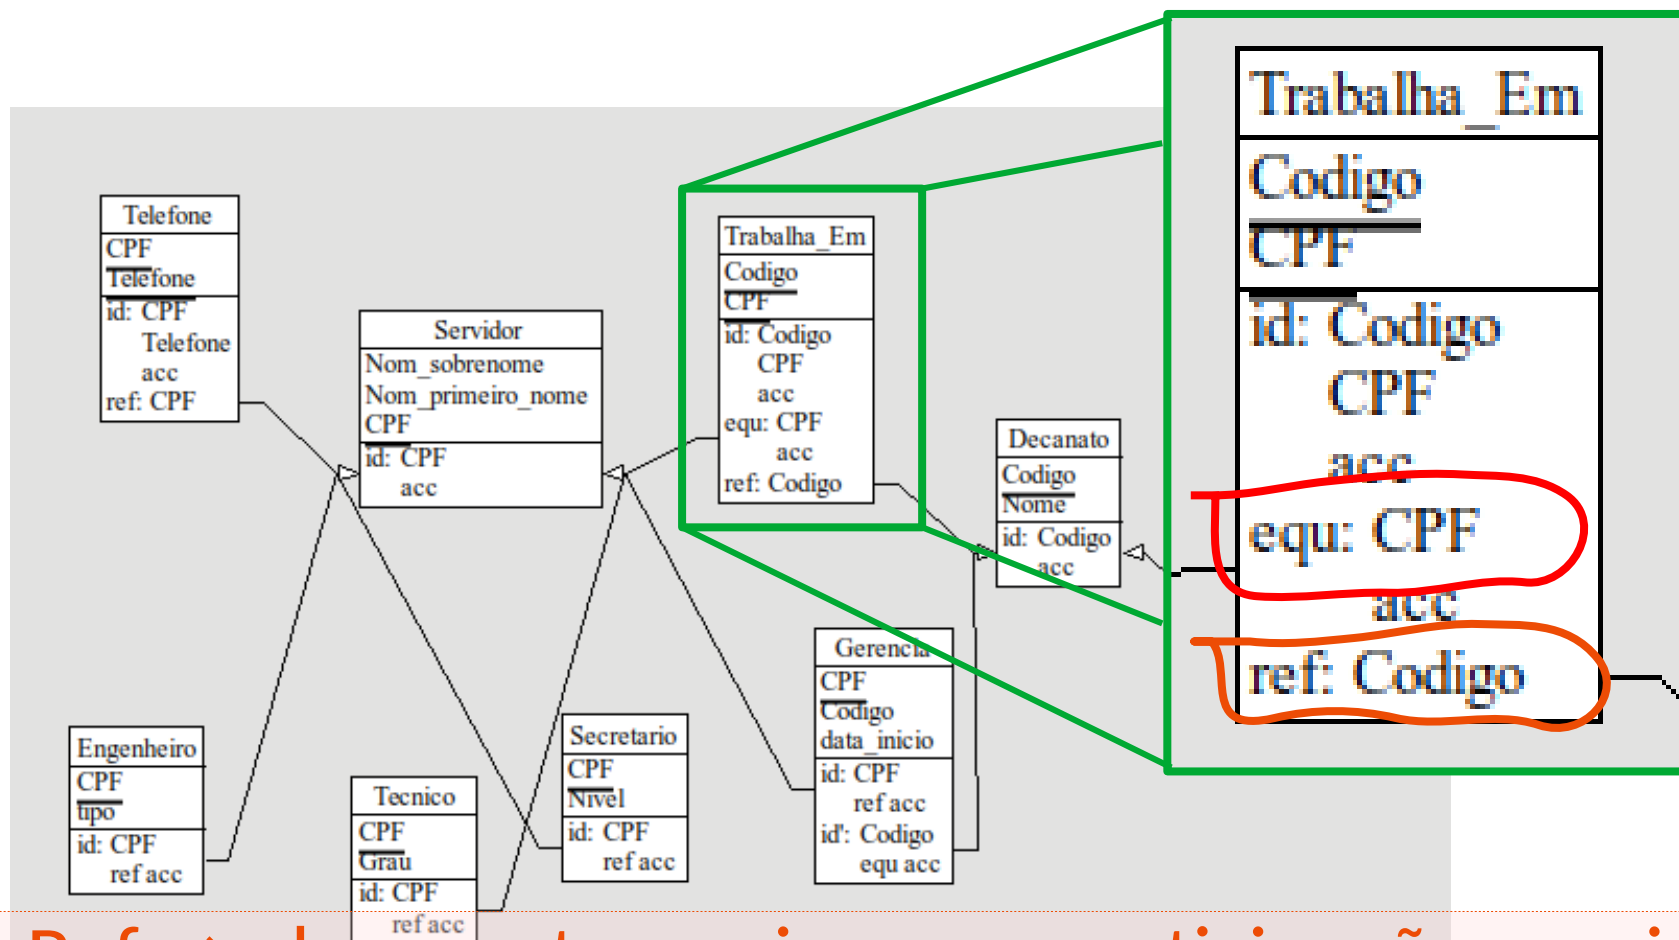 Telefone
CPF
Telefone
id: CPF
Telefone
acc
ref: CPF
Servidor
Nom_sobrenome
Nom_primeiro_nome
CPF
id: CPF
acc
Trabalha_Em
Codigo
CPF
id: Codigo
CPF
acc
equ: CPF
acc
ref: Codigo
Decanato
Codigo
Nome
id: Codigo
acc
Trabalha_Em
Codigo
CPF
id: Codigo
CPF
acc
equ: CPF
acc
ref: Codigo
Engenheiro
CPF
tipo
id: CPF
ref acc
Tecnico
CPF
Grau
id: CPF
ref acc
Secretario
CPF
Nivel
id: CPF
ref acc
Gerencia
CPF
Codigo
data_inicio
id: CPF
ref acc
id': Codigo
equ acc